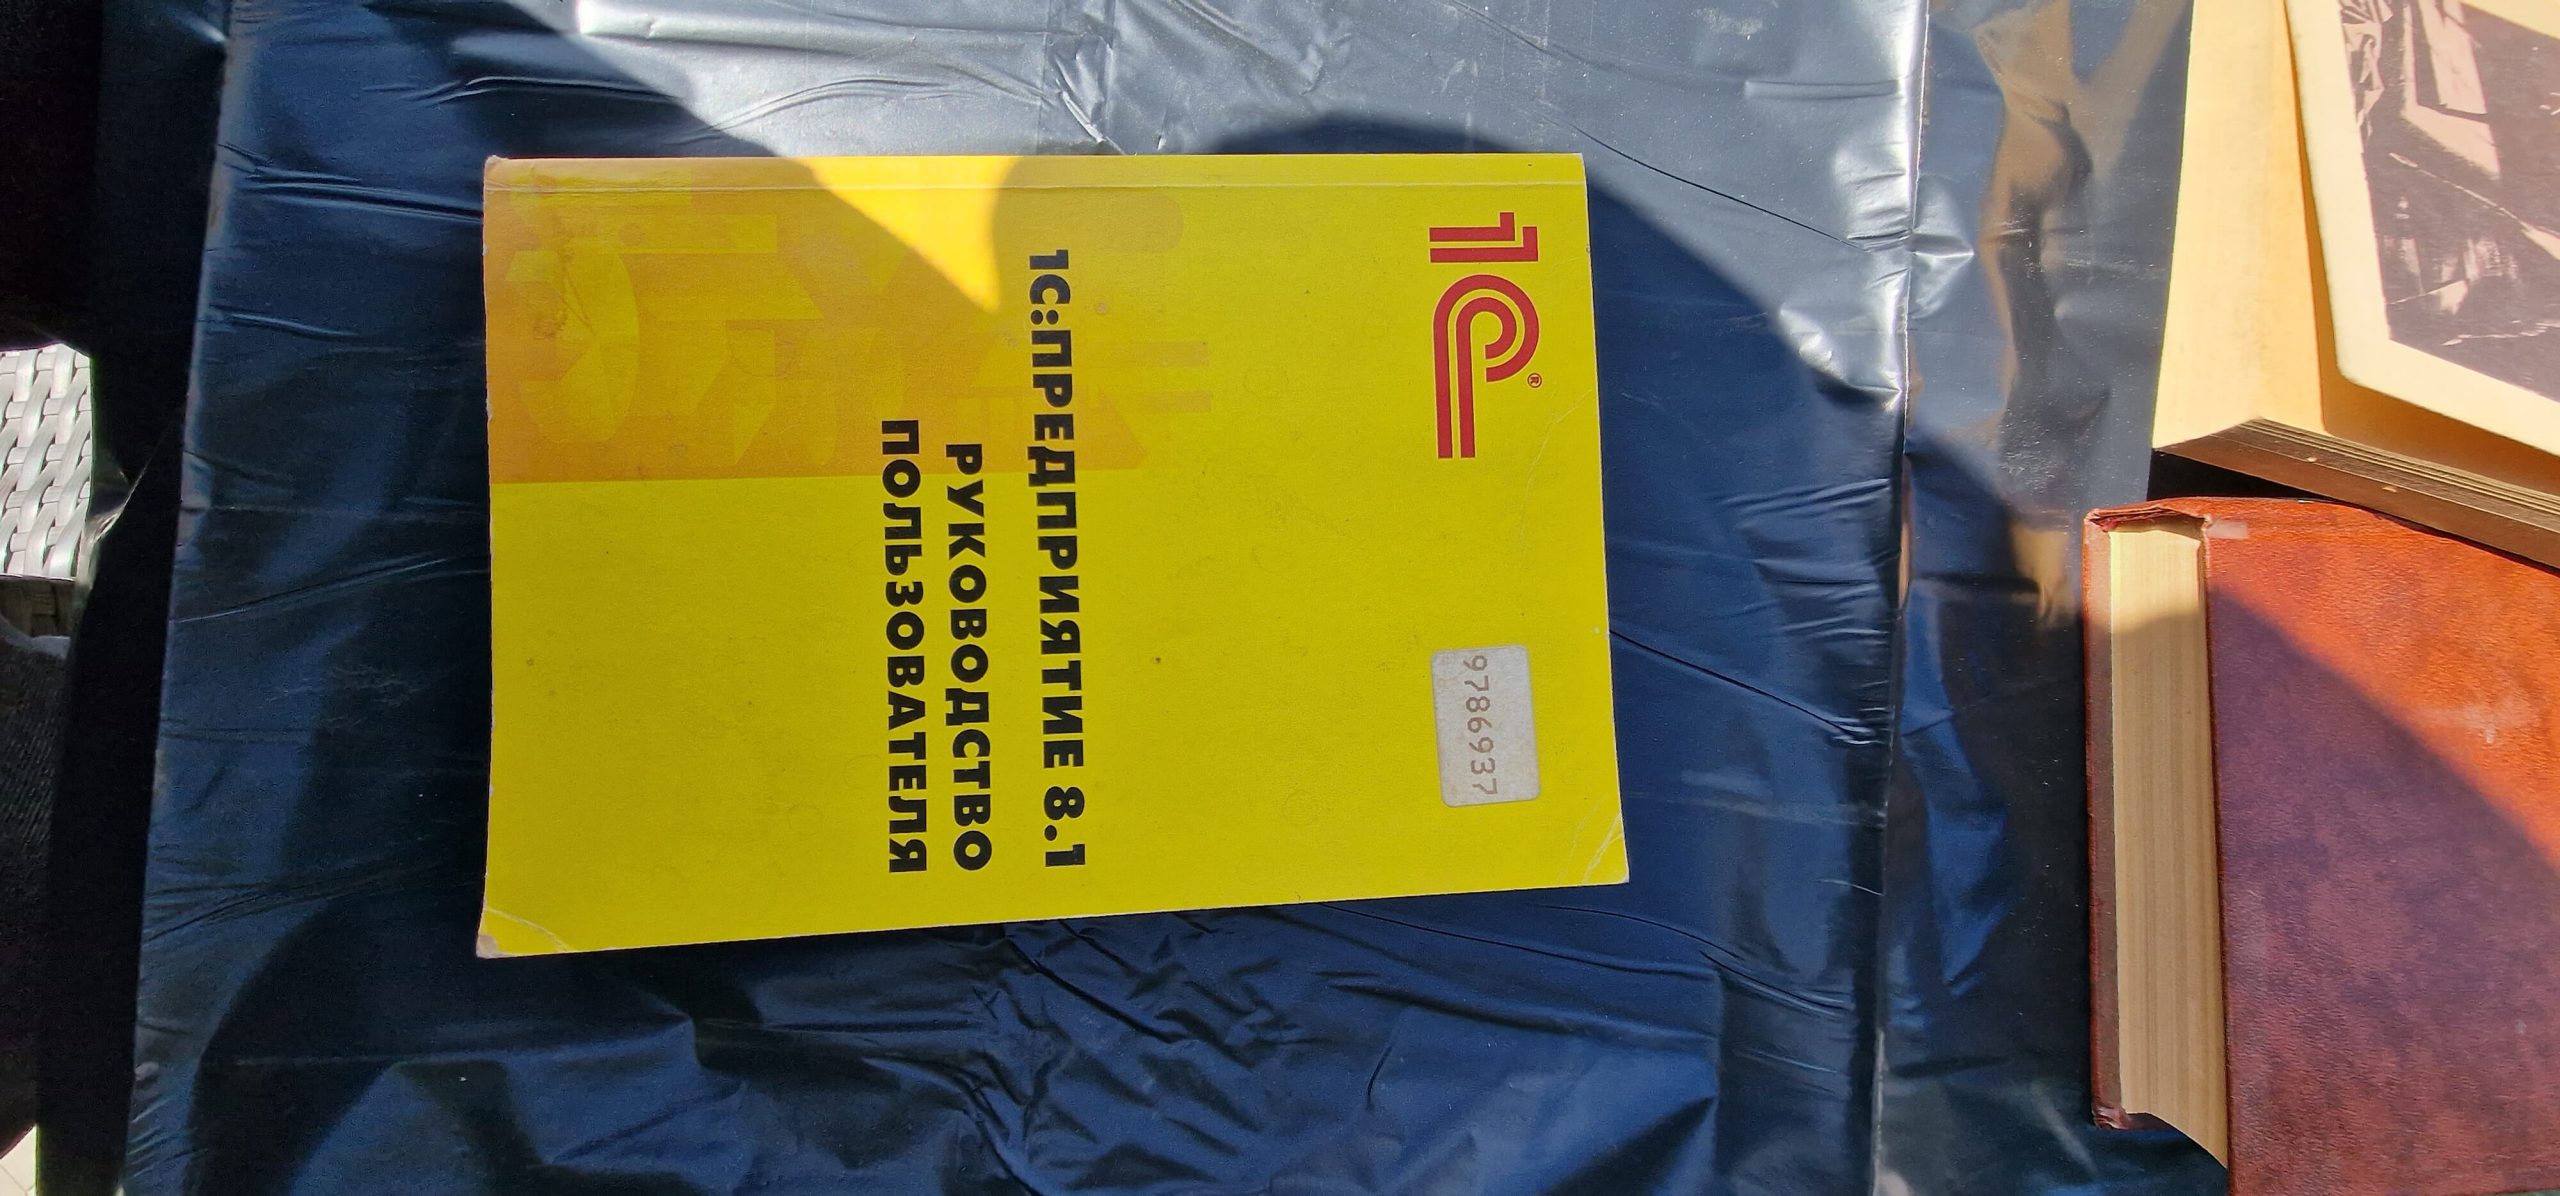 1С®
9786937
1С:ПРЕДПРИЯТИЕ 8.1
РУКОВОДСТВО
ПОЛЬЗОВАТЕЛЯ